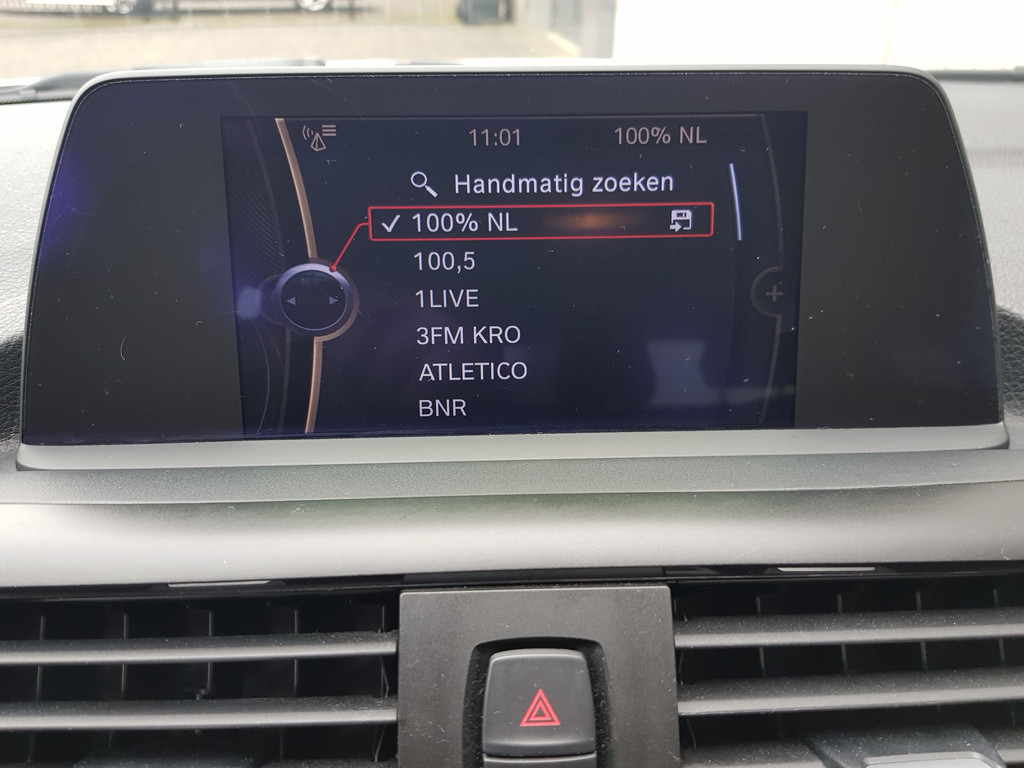 11:01 100% NL
Handmatig zoeken
100% NL
100,5
1LIVE
3FM KRO
ATLETICO
BNR